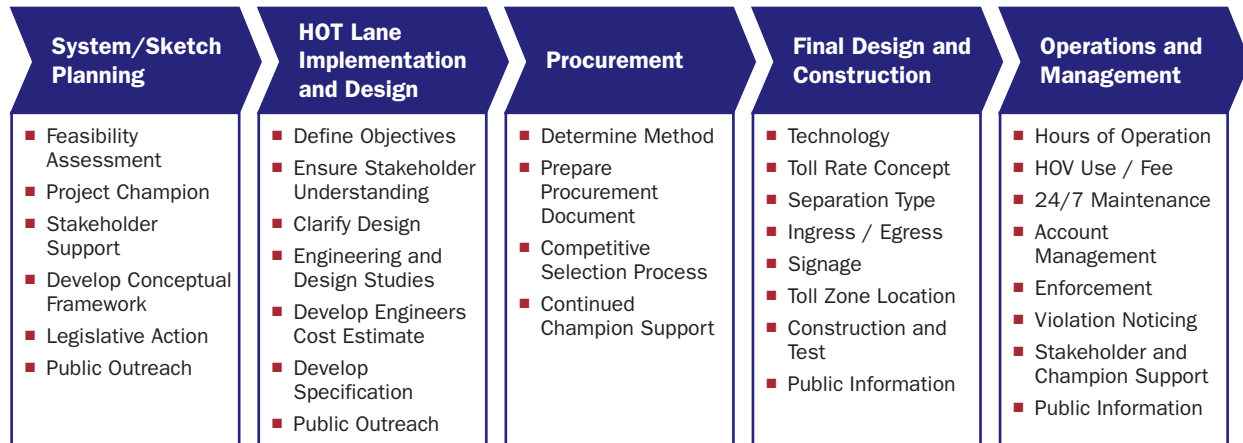 System/Sketch
Planning
Feasibility
Assessment
Project Champion
Stakeholder
Support
Develop Conceptual
Framework
Legislative Action
Public Outreach
HOT Lane
Implementation
and Design
Define Objectives
Ensure Stakeholder
Understanding
Clarify Design
Engineering and
Design Studies
Develop Engineers
Cost Estimate
Develop
Specification
Public Outreach
Procurement
Determine Method
Prepare
Procurement
Document
Competitive
Selection Process
Continued
Champion Support
Final Design and
Construction
Technology
Toll Rate Concept
Separation Type
Ingress / Egress
Signage
Toll Zone Location
Construction and
Test
Public Information
Operations and
Management
Hours of Operation
HOV Use / Fee
24/7 Maintenance
Account
Management
Enforcement
Violation Noticing
Stakeholder and
Champion Support
Public Information